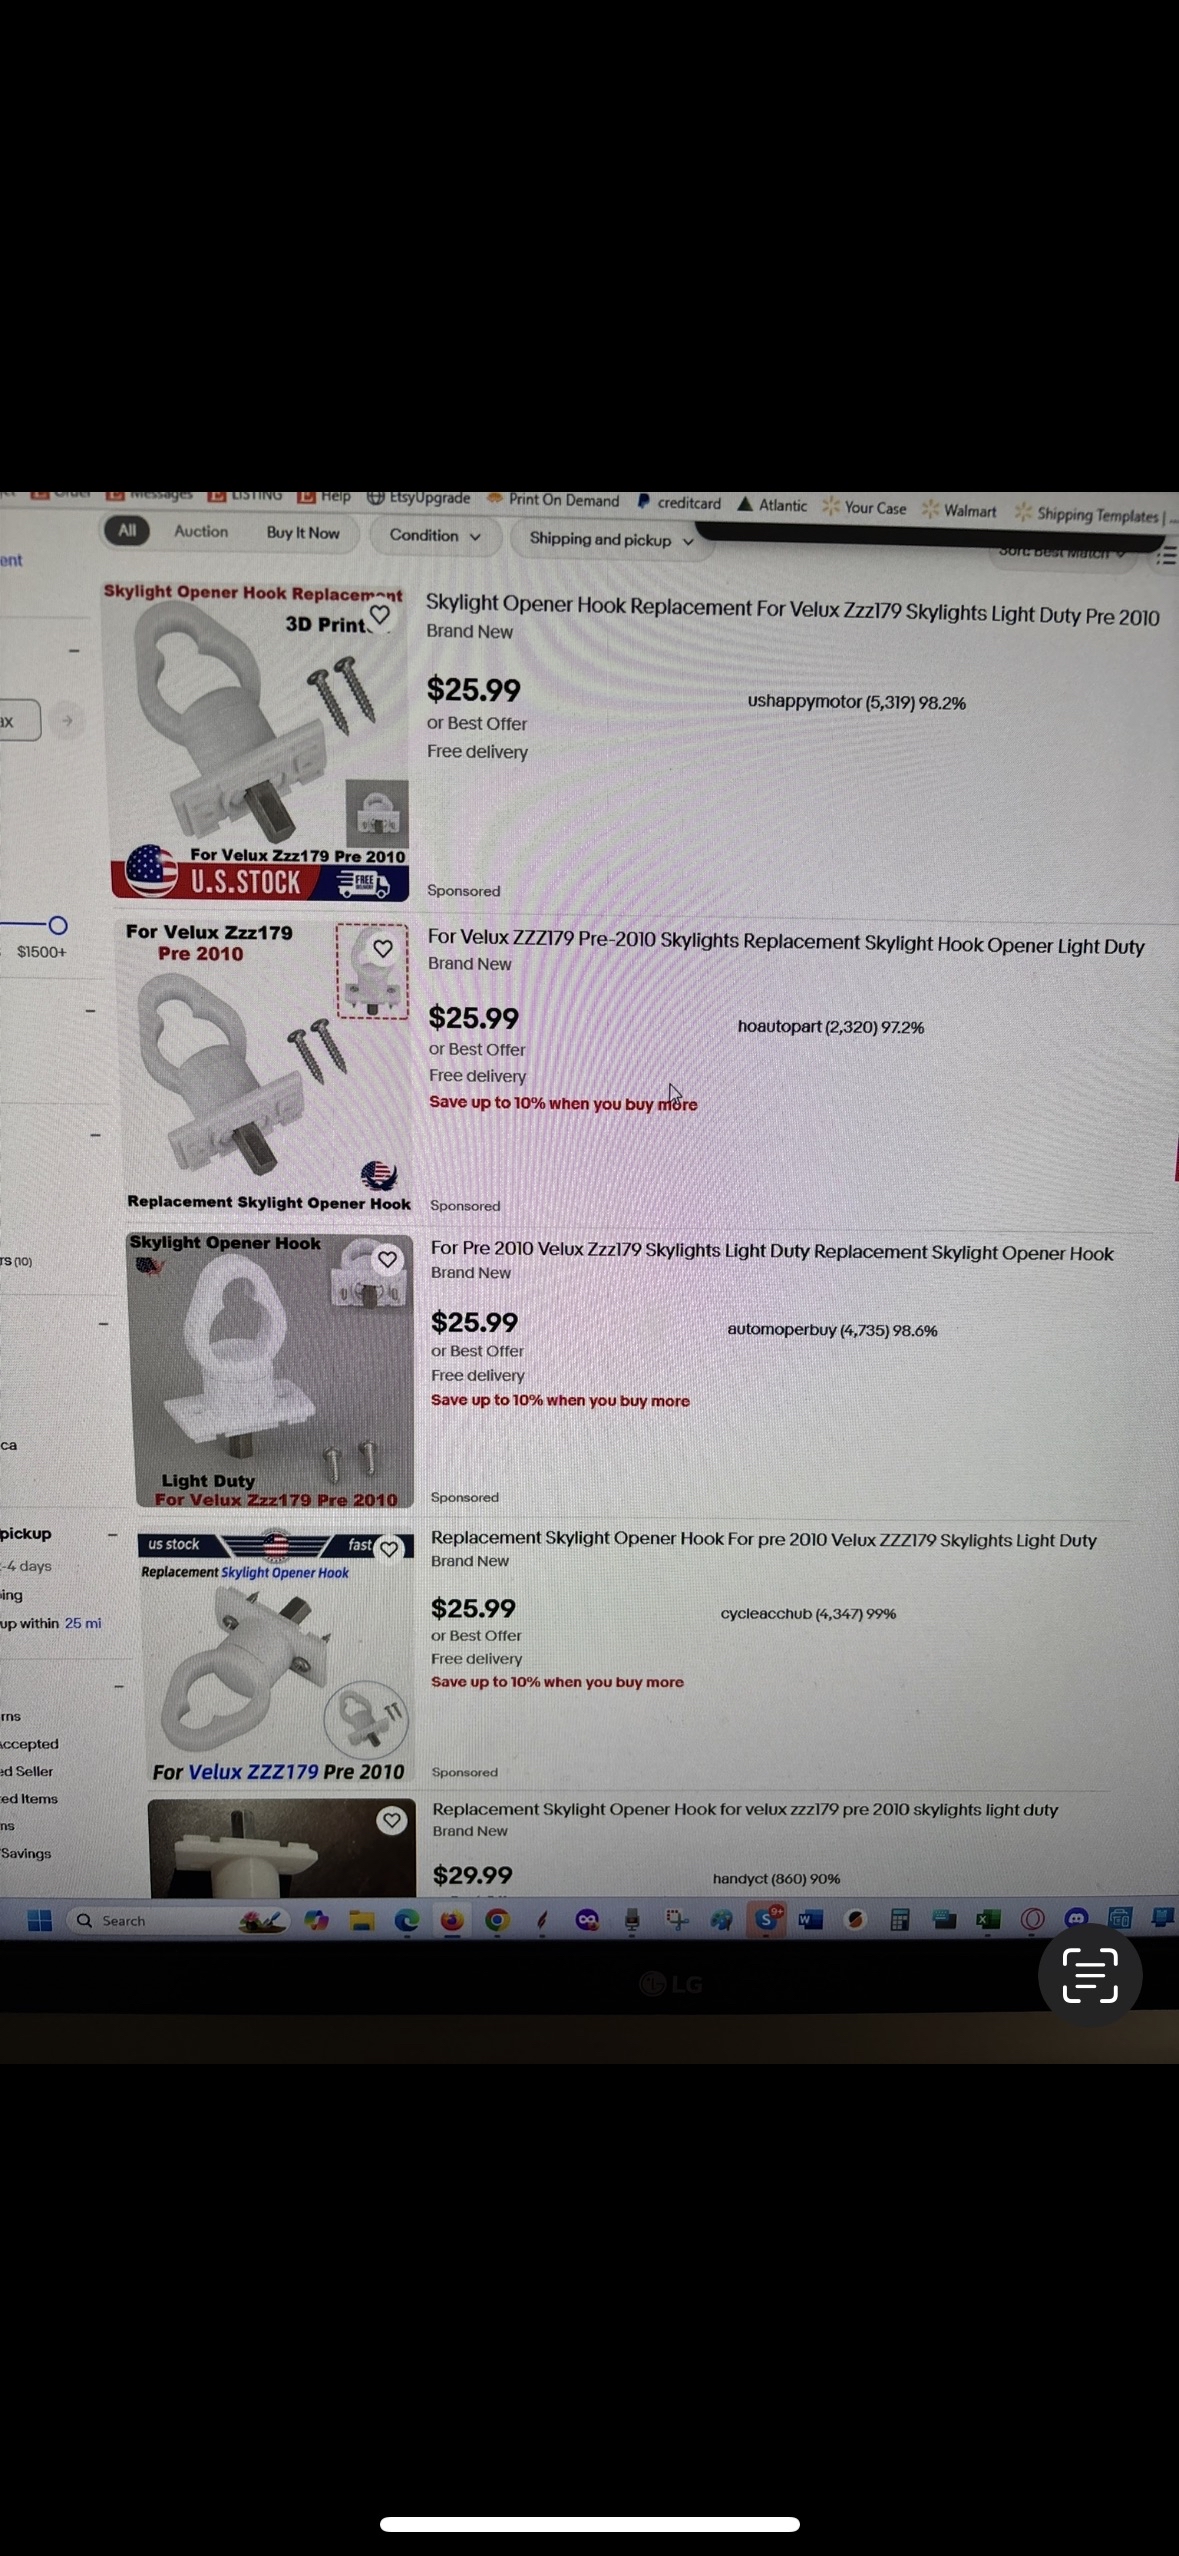 Messages
LISTING
Help
EtsyUpgrade
Print On Demand
creditcard
Atlantic
Your Case
Walmart
Shipping Templates | ...
All
Auction
Buy It Now
Condition
Shipping and pickup
Sort: Best Match
ent
Skylight Opener Hook Replacement
3D Print
For Velux Zzz179 Pre 2010
U.S.STOCK
FREE
Skylight Opener Hook Replacement For Velux Zzz179 Skylights Light Duty Pre 2010
Brand New
$25.99
or Best Offer
Free delivery
ushappymotor (5,319) 98.2%
Sponsored
ax
$1500+
For Velux Zzz179
Pre 2010
Replacement Skylight Opener Hook
For Velux ZZZ179 Pre-2010 Skylights Replacement Skylight Hook Opener Light Duty
Brand New
$25.99
or Best Offer
Free delivery
Save up to 10% when you buy more
hoautopart (2,320) 97.2%
Sponsored
rs (10)
Skylight Opener Hook
Light Duty
For Velux Zzz179 Pre 2010
For Pre 2010 Velux Zzz179 Skylights Light Duty Replacement Skylight Opener Hook
Brand New
$25.99
or Best Offer
Free delivery
Save up to 10% when you buy more
automoperbuy (4,735) 98.6%
Sponsored
ca
pickup
-4 days
ing
up within 25 mi
us stock
fast
Replacement Skylight Opener Hook
For Velux ZZZ179 Pre 2010
Replacement Skylight Opener Hook For pre 2010 Velux ZZZ179 Skylights Light Duty
Brand New
$25.99
or Best Offer
Free delivery
Save up to 10% when you buy more
cycleacchub (4,347) 99%
Sponsored
rns
Accepted
ed Seller
ed Items
ns
Savings
Replacement Skylight Opener Hook for velux zzz179 pre 2010 skylights light duty
Brand New
$29.99
handyct (860) 90%
Search
9+
LG